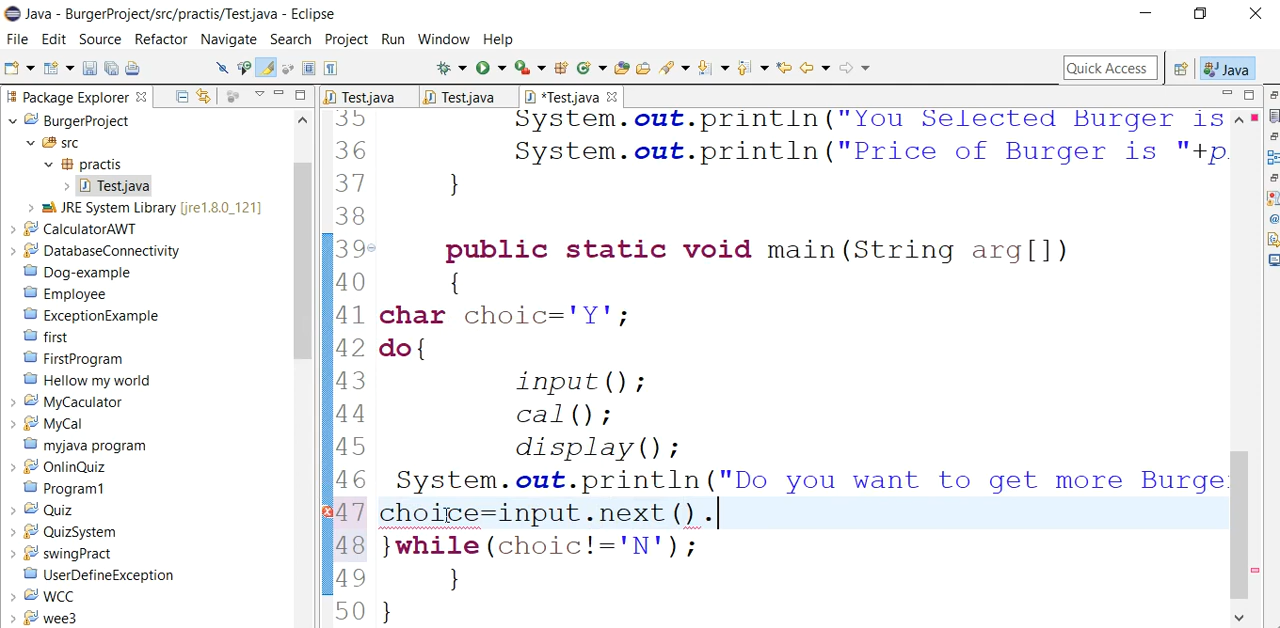 Java - BurgerProject/src/practis/Test.java - Eclipse
File Edit Source Refactor Navigate Search Project Run Window Help
Quick Access
Java
Package Explorer
Test.java
Test.java
*Test.java
BurgerProject
src
practis
Test.java
JRE System Library [jre1.8.0_121]
CalculatorAWT
DatabaseConnectivity
Dog-example
Employee
ExceptionExample
first
FirstProgram
Hellow my world
MyCaculator
MyCal
myjava program
OnlinQuiz
Program1
Quiz
QuizSystem
swingPract
UserDefineException
WCC
wee3
35 System.out.println("You Selected Burger is
36 System.out.println("Price of Burger is "+p
37 }
38
39 public static void main(String arg[])
40 {
41 char choic='Y';
42 do{
43 input();
44 cal();
45 display();
46 System.out.println("Do you want to get more Burge
47 choice=input.next().
48 }while(choic!='N');
49 }
50 }